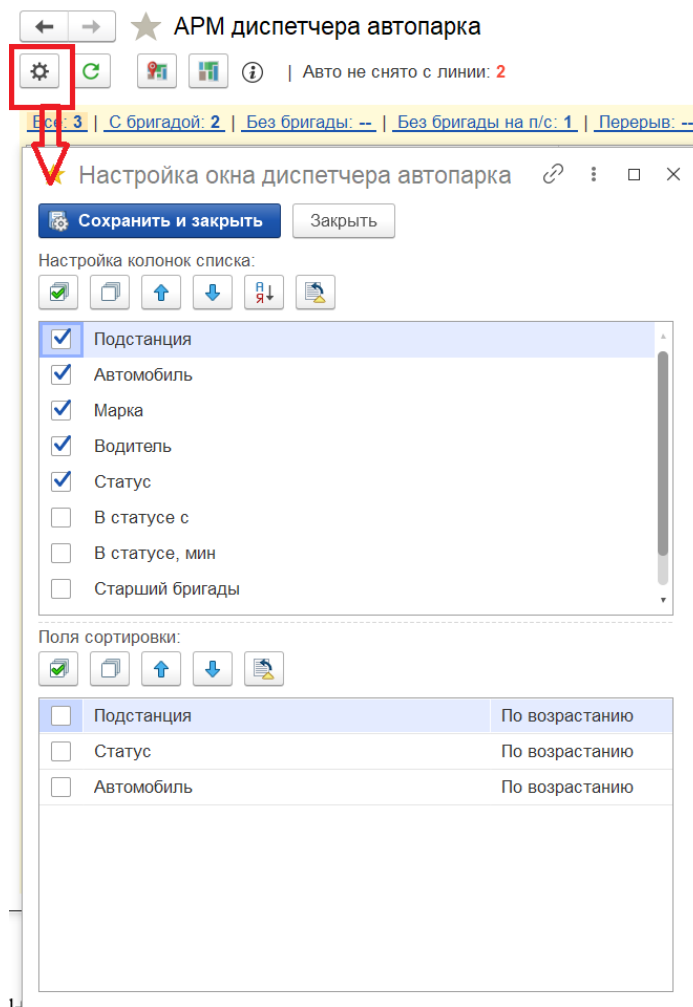 АРМ диспетчера автопарка
| Авто не снято с линии: 2
Все: 3 | С бригадой: 2 | Без бригады: -- | Без бригады на п/с: 1 | Перерыв: --
Настройка окна диспетчера автопарка
Сохранить и закрыть Закрыть
Настройка колонок списка:
Подстанция
Автомобиль
Марка
Водитель
Статус
В статусе с
В статусе, мин
Старший бригады
Поля сортировки:
Подстанция По возрастанию
Статус По возрастанию
Автомобиль По возрастанию